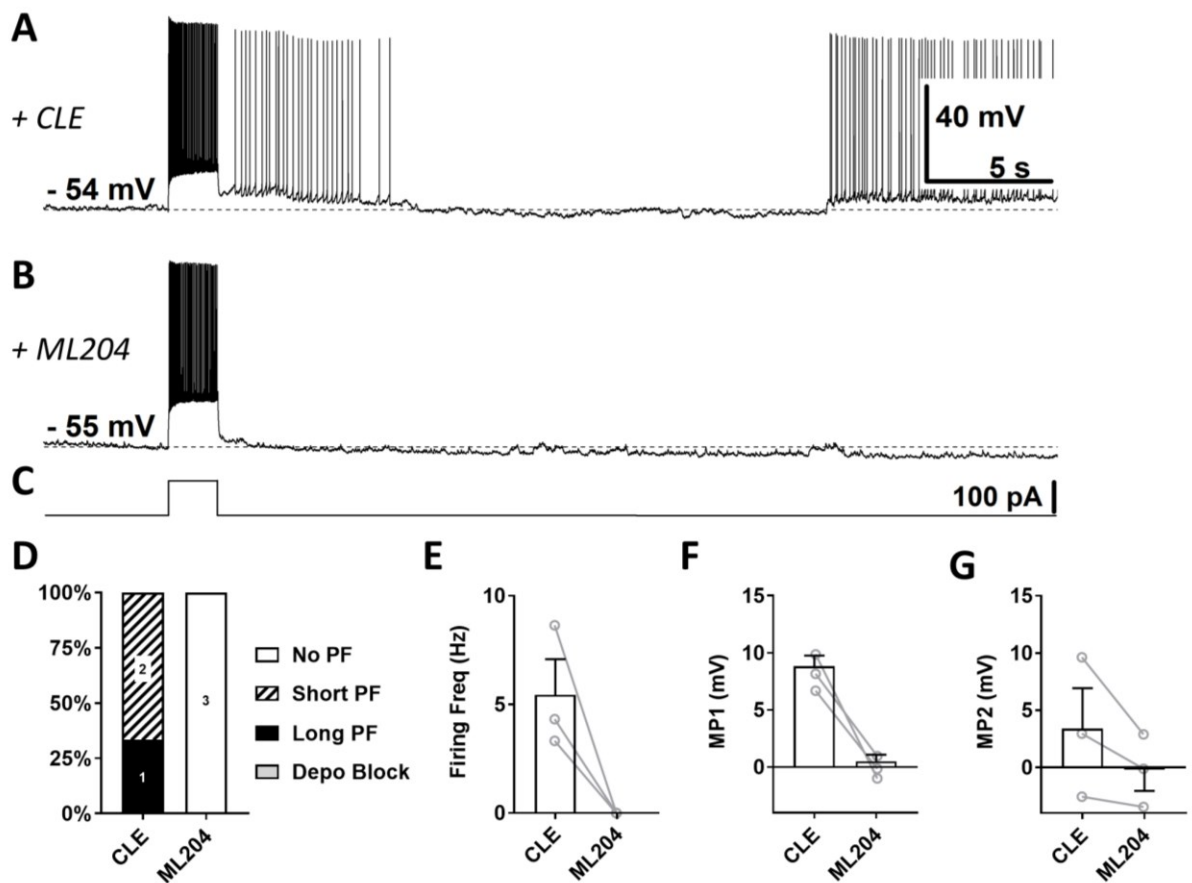 A
+ CLE
- 54 mV
40 mV
5 s
B
+ ML204
- 55 mV
C
100 pA
D
100%
75%
50%
25%
0%
2
1
3
CLE
ML204
No PF
Short PF
Long PF
Depo Block
E
Firing Freq (Hz)
10
5
0
CLE
ML204
F
MP1 (mV)
15
10
5
0
CLE
ML204
G
MP2 (mV)
15
10
5
0
CLE
ML204